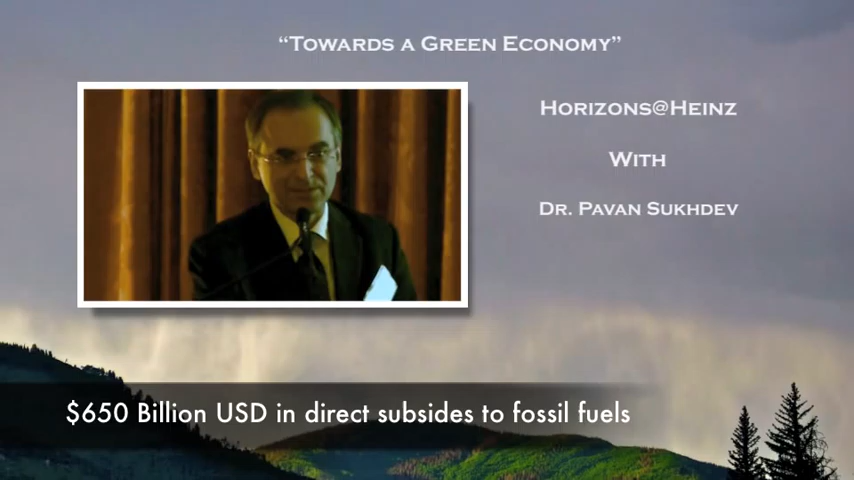 “Towards a Green Economy”
Horizons@Heinz
With
Dr. Pavan Sukhdev
$650 Billion USD in direct subsides to fossil fuels